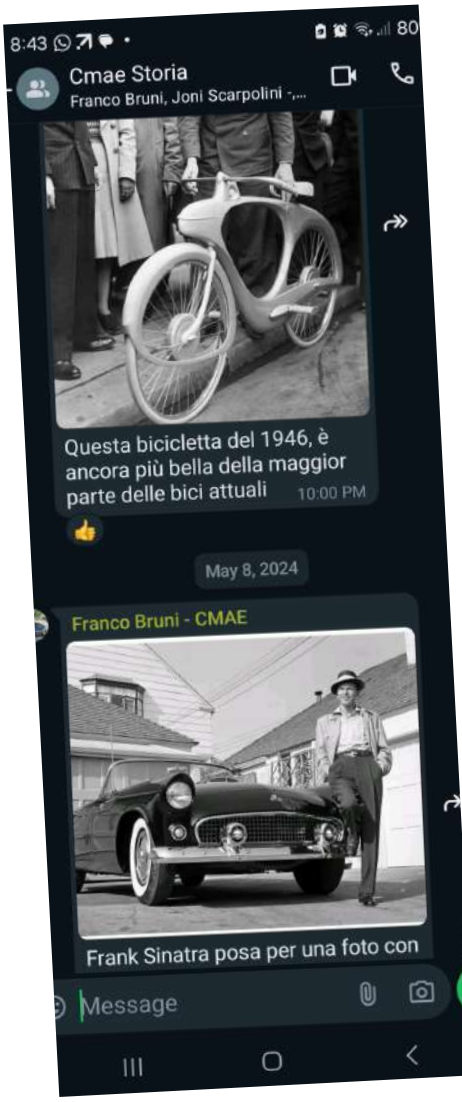 8:43
80
Cmae Storia
Franco Bruni, Joni Scarpolini -,...
Questa bicicletta del 1946, è
ancora più bella della maggior
parte delle bici attuali
10:00 PM
May 8, 2024
Franco Bruni - CMAE
Frank Sinatra posa per una foto con
Message